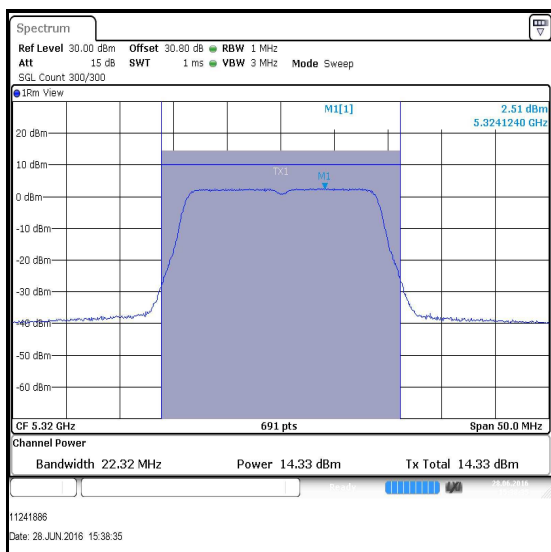 Spectrum
Ref Level 30.00 dBm Offset 30.80 dB RBW 1 MHz
Att 15 dB SWT 1 ms VBW 3 MHz Mode Sweep
SGL Count 300/300
1Rm View
M1[1] 2.51 dBm
5.3241240 GHz
20 dBm
10 dBm
TX1
M1
0 dBm
-10 dBm
-20 dBm
-30 dBm
-40 dBm
-50 dBm
-60 dBm
CF 5.32 GHz 691 pts Span 50.0 MHz
Channel Power
Bandwidth 22.32 MHz Power 14.33 dBm Tx Total 14.33 dBm
Ready 28.06.2016
11241886
Date: 28.JUN.2016 15:38:35